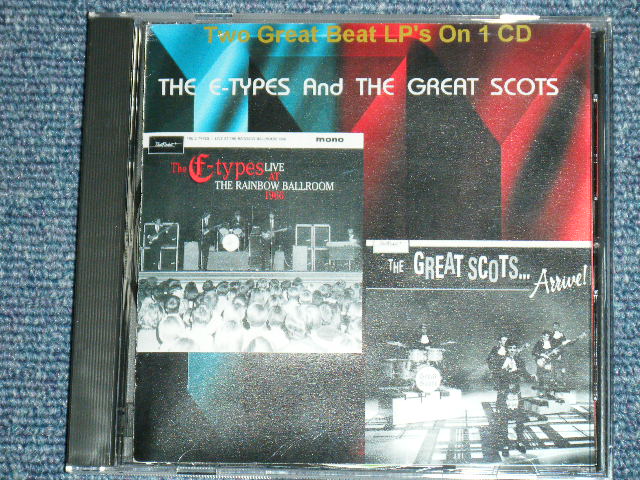 Two Great Beat LP's On 1 CD
THE E-TYPES And THE GREAT SCOTS
mono
The E-types LIVE
AT
THE RAINBOW BALLROOM
1966
THE GREAT SCOTS...
Arrive!